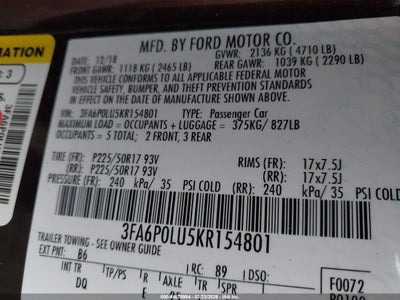 MATION
MFD. BY FORD MOTOR CO.
DATE: 12/18 GVWR: 2136 KG ( 4710 LB)
FRONT GAWR: 1118 KG ( 2465 LB) REAR GAWR: 1039 KG ( 2290 LB)
THIS VEHICLE CONFORMS TO ALL APPLICABLE FEDERAL MOTOR
VEHICLE SAFETY, BUMPER, AND THEFT PREVENTION STANDARDS
IN EFFECT ON THE DATE OF MANUFACTURE SHOWN ABOVE.
VIN: 3FA6P0LU5KR154801 TYPE: Passenger Car
MAXIMUM LOAD = OCCUPANTS + LUGGAGE = 375KG/ 827LB
OCCUPANTS = 5 TOTAL: 2 FRONT, 3 REAR
TIRE (FR): P225/50R17 93V RIMS (FR): 17x7.5J
(RR): P225/50R17 93V (RR): 17x7.5J
PRESSURE (FR): 240 kPa/ 35 PSI COLD (RR): 240 kPa/ 35 PSI COLD
3FA6P0LU5KR154801
TRAILER TOWING - SEE OWNER GUIDE
EXT PNT: B6 RC: 89 DSO: F0072
INT TR TP/PS R AXLE TR SPR
DQ